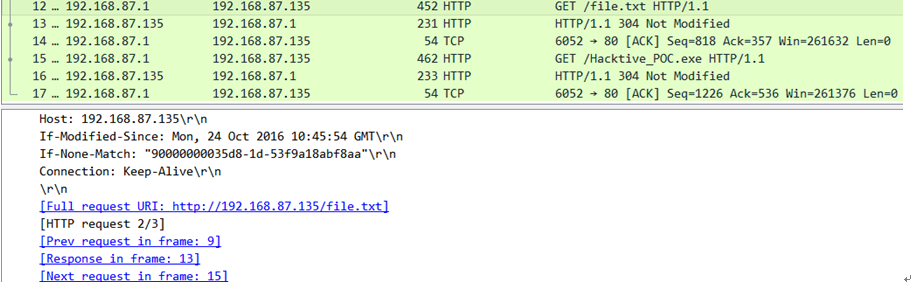 12 … 192.168.87.1 192.168.87.135 452 HTTP GET /file.txt HTTP/1.1
13 … 192.168.87.135 192.168.87.1 231 HTTP HTTP/1.1 304 Not Modified
14 … 192.168.87.1 192.168.87.135 54 TCP 6052 → 80 [ACK] Seq=818 Ack=357 Win=261632 Len=0
15 … 192.168.87.1 192.168.87.135 462 HTTP GET /Hacktive_POC.exe HTTP/1.1
16 … 192.168.87.135 192.168.87.1 233 HTTP HTTP/1.1 304 Not Modified
17 … 192.168.87.1 192.168.87.135 54 TCP 6052 → 80 [ACK] Seq=1226 Ack=536 Win=261376 Len=0
Host: 192.168.87.135\r\n
If-Modified-Since: Mon, 24 Oct 2016 10:45:54 GMT\r\n
If-None-Match: "90000000035d8-1d-53f9a18abf8aa"\r\n
Connection: Keep-Alive\r\n
\r\n
[Full request URI: http://192.168.87.135/file.txt]
[HTTP request 2/3]
[Prev request in frame: 9]
[Response in frame: 13]
[Next request in frame: 15]